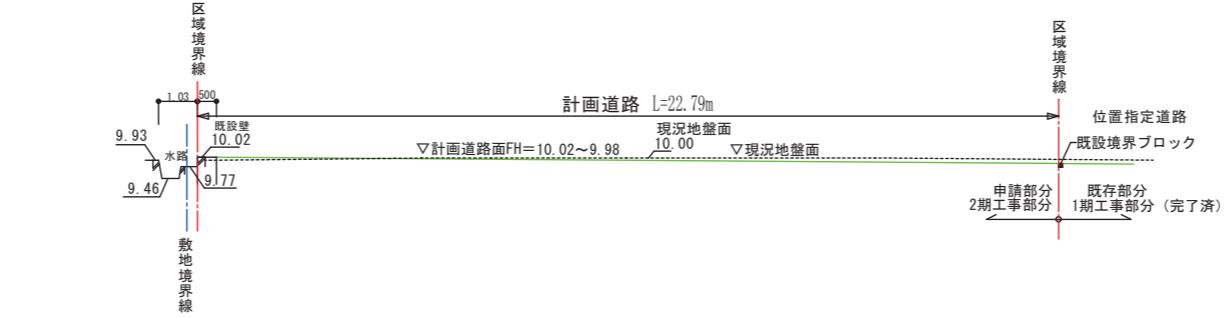 区域境界線
区域境界線
1.03
500
計画道路 L=22.79m
位置指定道路
9.93
水路
既設壁
10.02
現況地盤面
10.00
▽計画道路面FH＝10.02～9.98
▽現況地盤面
既設境界ブロック
9.46
9.77
申請部分
2期工事部分
既存部分
1期工事部分（完了済）
敷地境界線